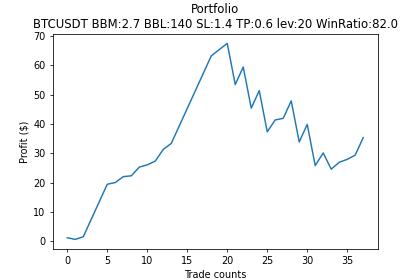 Portfolio
BTCUSDT BBM:2.7 BBL:140 SL:1.4 TP:0.6 lev:20 WinRatio:82.0
70
60
50
40
30
20
10
0
Profit ($)
0 5 10 15 20 25 30 35
Trade counts